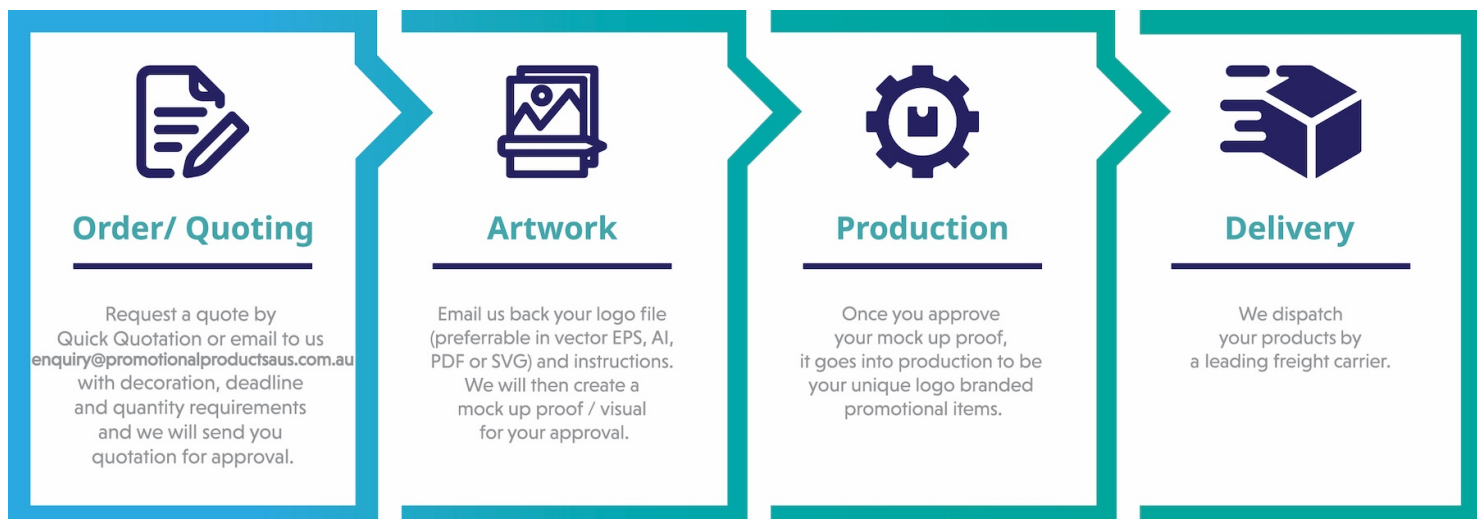 Order/ Quoting
Request a quote by
Quick Quotation or email to us
enquiry@promotionalproductsaus.com.au
with decoration, deadline
and quantity requirements
and we will send you
quotation for approval.
Artwork
Email us back your logo file
(preferrable in vector EPS, AI,
PDF or SVG) and instructions.
We will then create a
mock up proof / visual
for your approval.
Production
Once you approve
your mock up proof,
it goes into production to be
your unique logo branded
promotional items.
Delivery
We dispatch
your products by
a leading freight carrier.